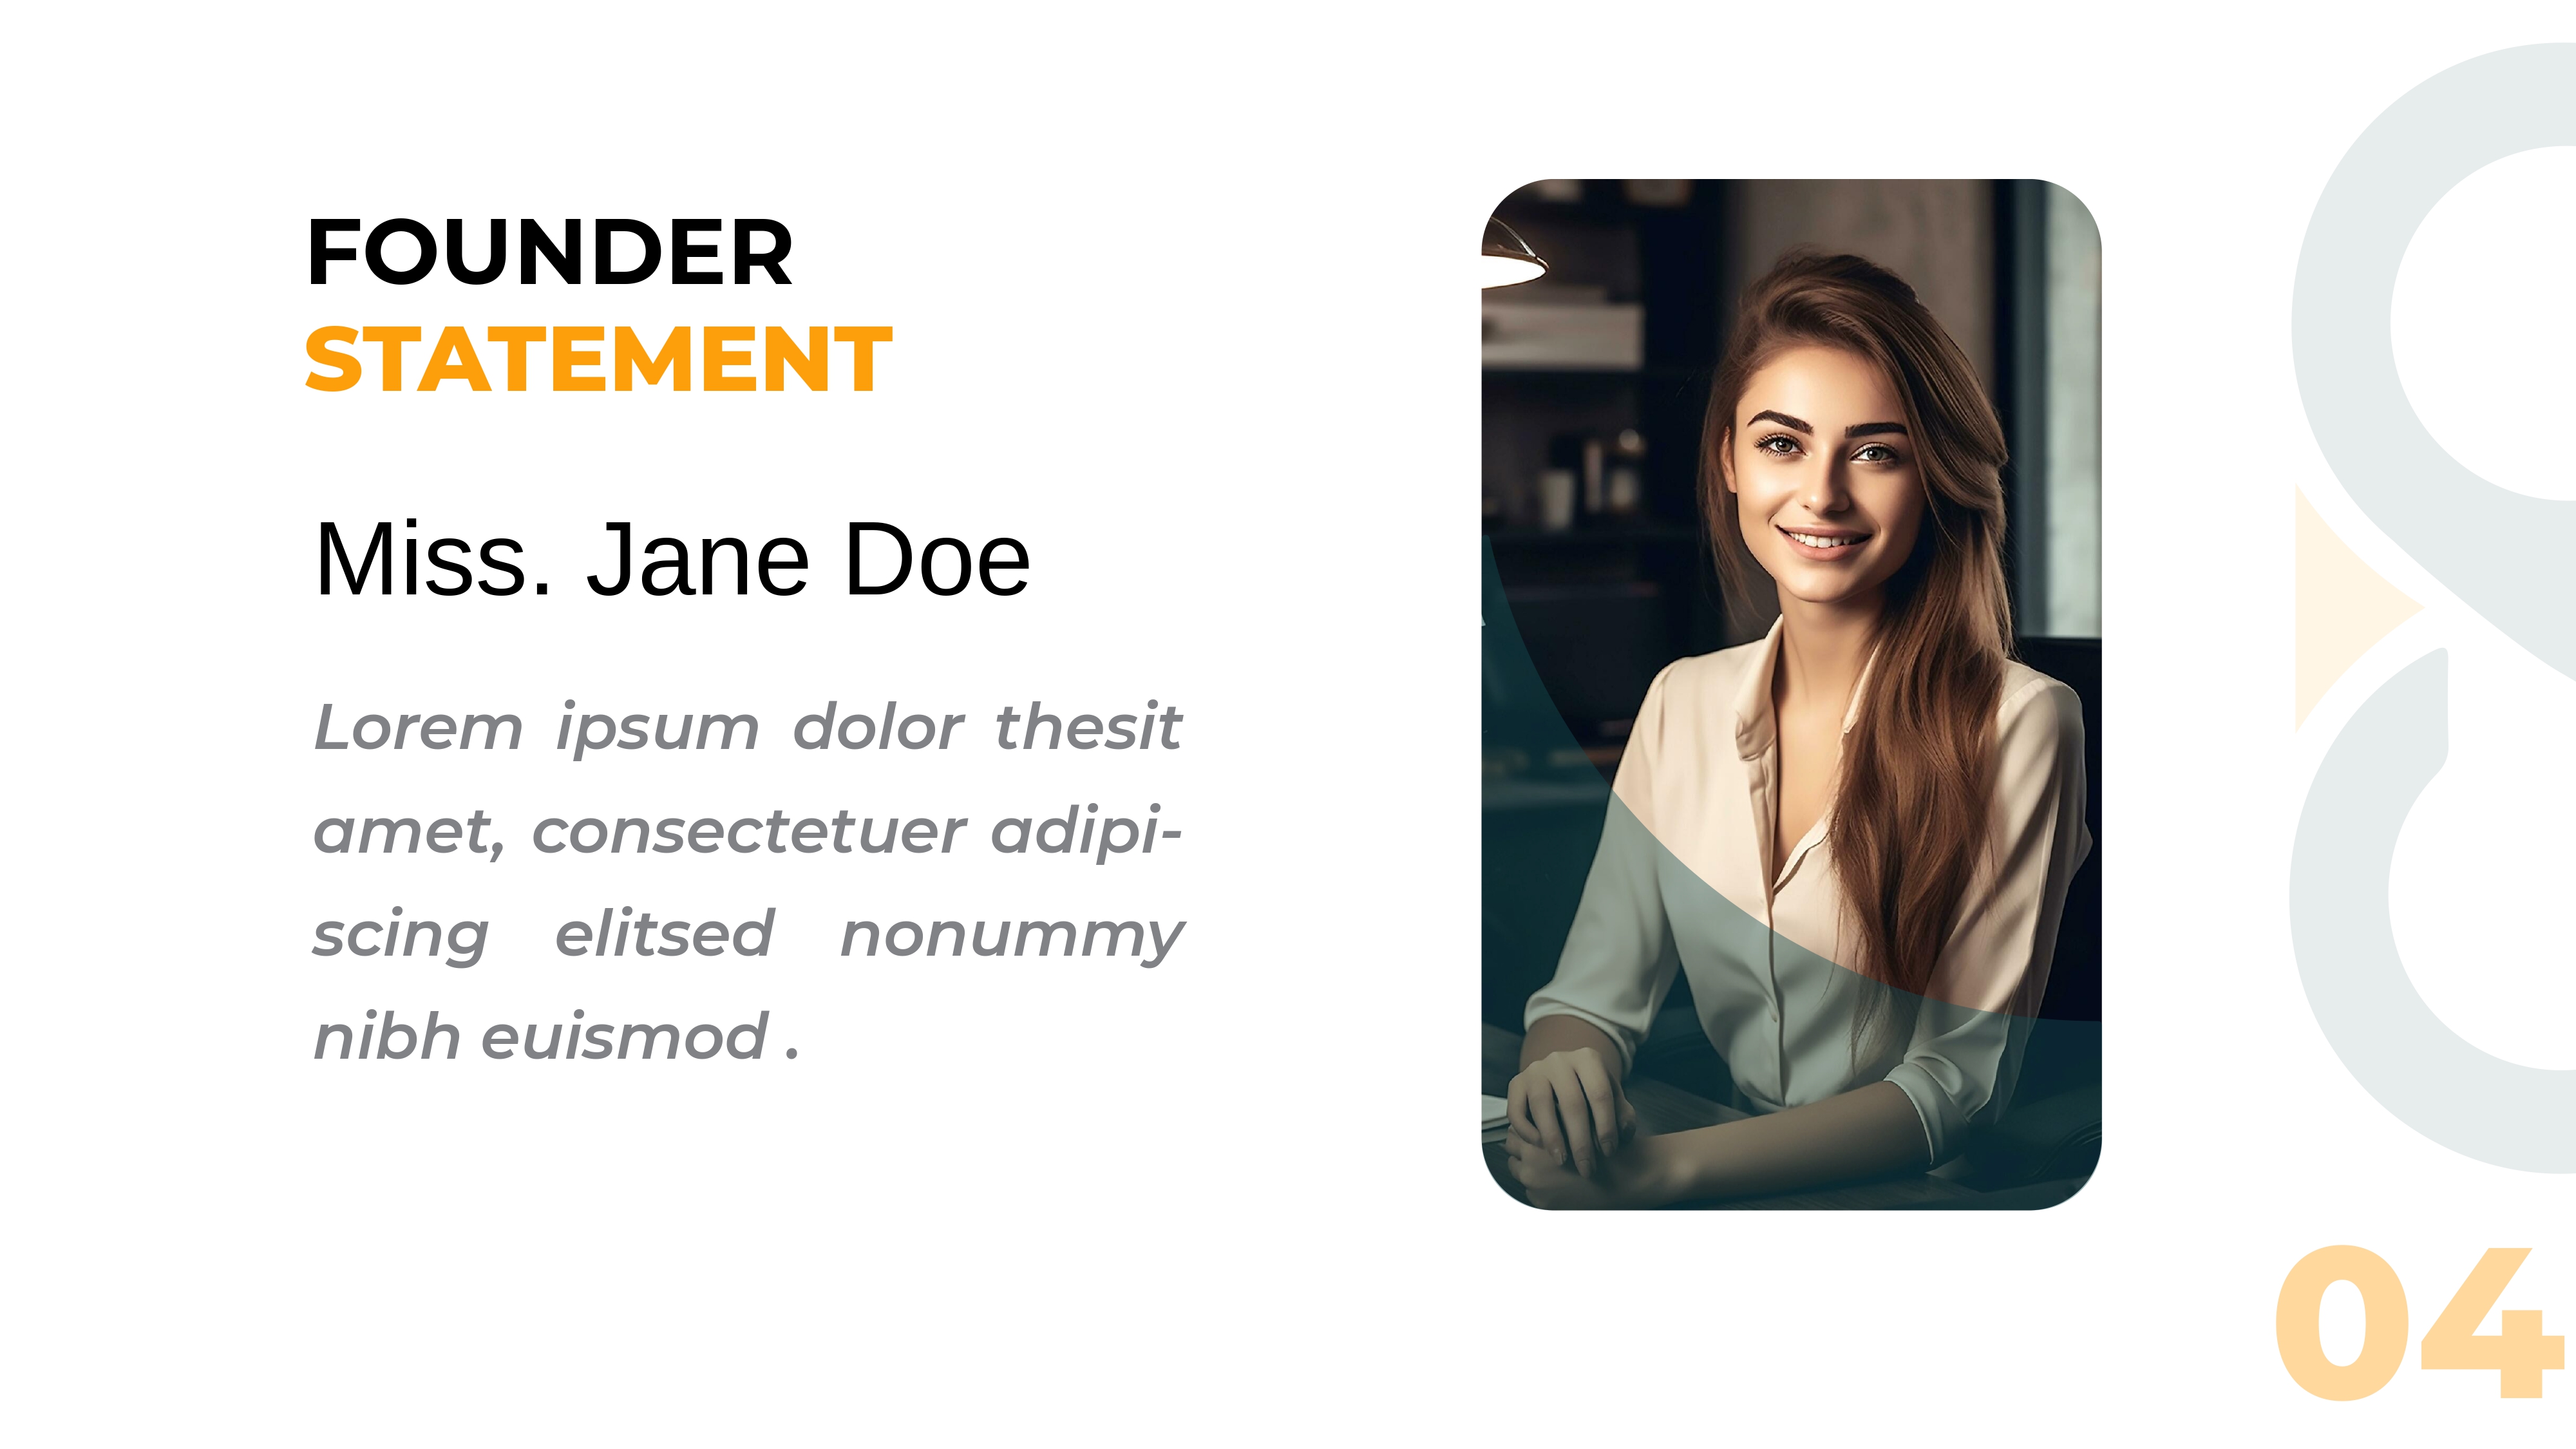 FOUNDER
STATEMENT
Miss. Jane Doe
Lorem ipsum dolor thesit
amet, consectetuer adipi-
scing elitsed nonummy
nibh euismod .
04